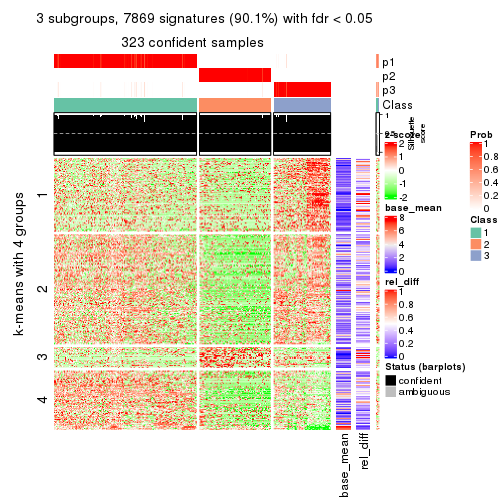 3 subgroups, 7869 signatures (90.1%) with fdr < 0.05
323 confident samples
p1
p2
p3
Class
1
0.5
Silhouette
score
k-means with 4 groups
1
2
3
4
base_mean
rel_diff
z-score
2
1
0
-1
-2
base_mean
8
6
4
2
0
rel_diff
1
0.8
0.6
0.4
0.2
0
Status (barplots)
confident
ambiguous
Prob
1
0.8
0.6
0.4
0.2
0
Class
1
2
3